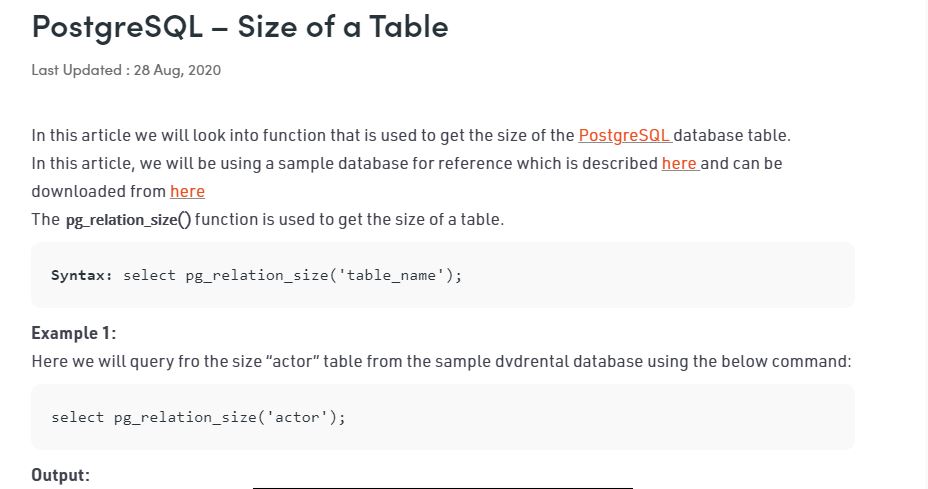 PostgreSQL – Size of a Table
Last Updated : 28 Aug, 2020
In this article we will look into function that is used to get the size of the PostgreSQL database table.
In this article, we will be using a sample database for reference which is described here and can be
downloaded from here
The pg_relation_size() function is used to get the size of a table.
Syntax: select pg_relation_size('table_name');
Example 1:
Here we will query fro the size “actor” table from the sample dvdrental database using the below command:
select pg_relation_size('actor');
Output: